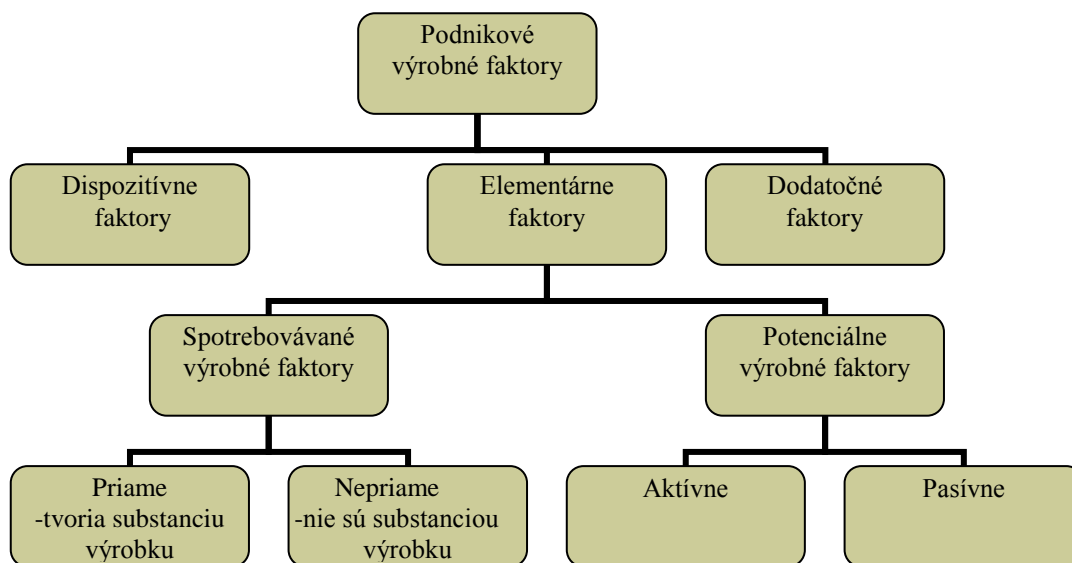 Podnikové
výrobné faktory
Dispozitívne
faktory
Elementárne
faktory
Dodatočné
faktory
Spotrebovávané
výrobné faktory
Potenciálne
výrobné faktory
Priame
-tvoria substanciu
výrobku
Nepriame
-nie sú substanciou
výrobku
Aktívne
Pasívne